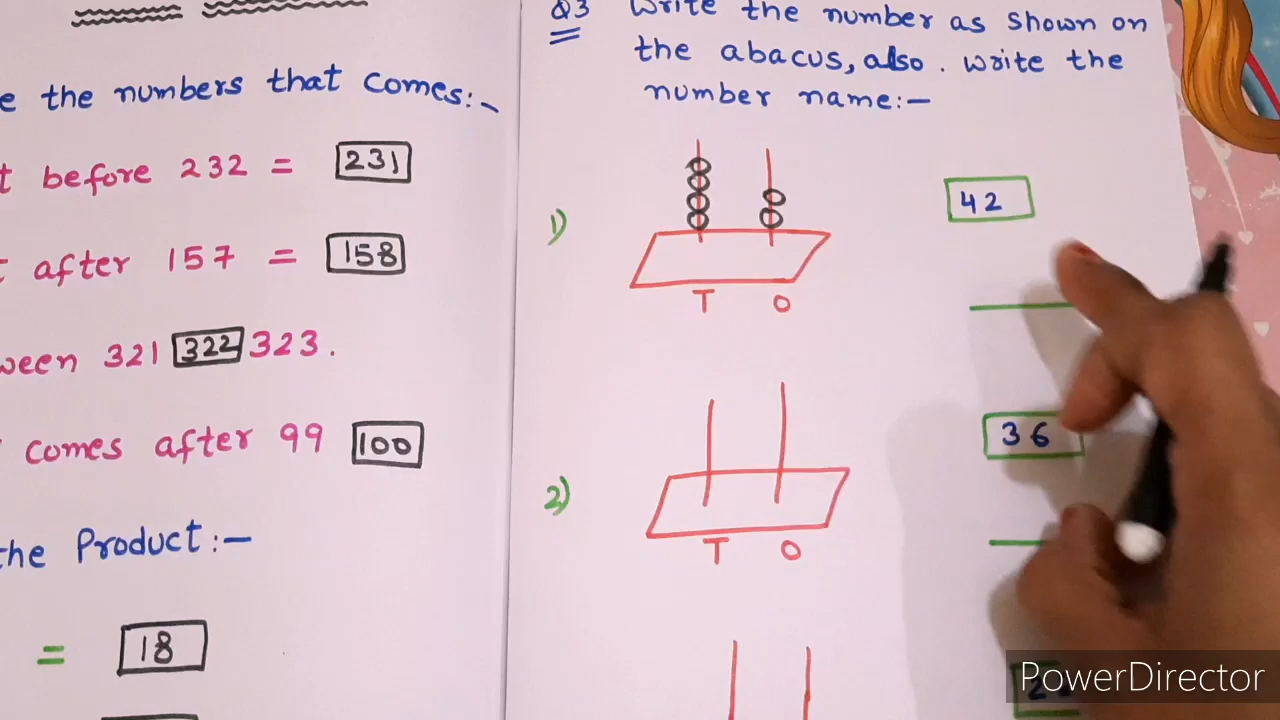 e the numbers that comes:-
t before 232 = 231
t after 157 = 158
ween 321 322 323.
comes after 99 100
the Product:-
= 18
Q3 Write the number as shown on
the abacus, also. Write the
number name:-
1)
42
T O
2)
36
T O
PowerDirector